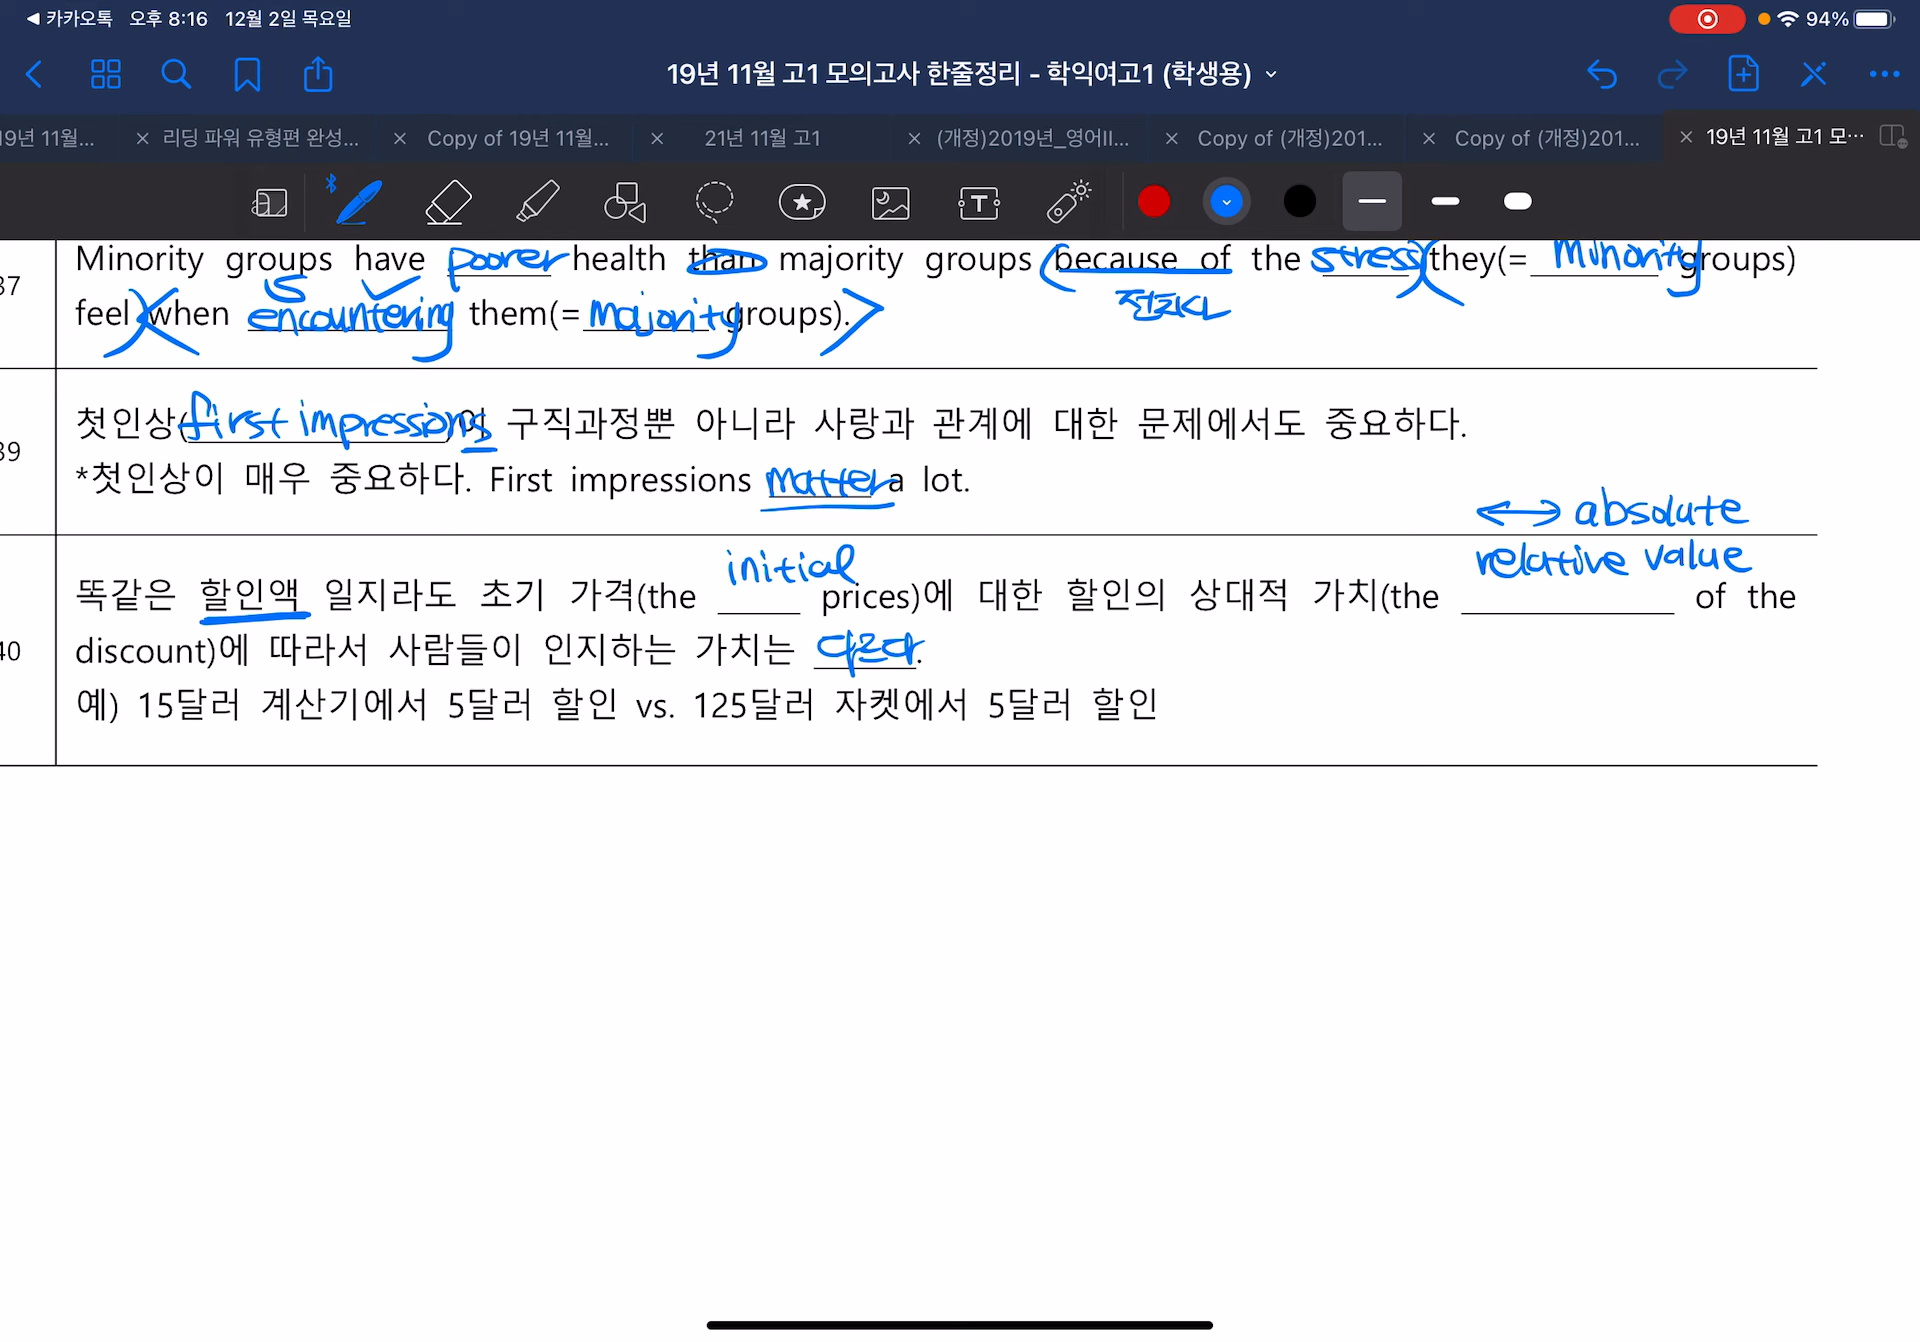 ◀ 카카오톡 오후 8:16 12월 2일 목요일 94%
19년 11월 고1 모의고사 한줄정리 - 학익여고1 (학생용)
19년 11월... × 리딩 파워 유형편 완성... × Copy of 19년 11월... × 21년 11월 고1 × (개정)2019년_영어II... × Copy of (개정)201... × Copy of (개정)201... × 19년 11월 고1 모...
37 Minority groups have poorer health than majority groups (because of the stress they(= minority groups)
S 전치사
feel when encountering them(= majority groups).
39 첫인상(first impressions)이 구직과정뿐 아니라 사랑과 관계에 대한 문제에서도 중요하다.
*첫인상이 매우 중요하다. First impressions matter a lot.
↔ absolute
initial relative value
40 똑같은 할인액 일지라도 초기 가격(the ____ prices)에 대한 할인의 상대적 가치(the ____ of the
discount)에 따라서 사람들이 인지하는 가치는 다르다.
예) 15달러 계산기에서 5달러 할인 vs. 125달러 자켓에서 5달러 할인